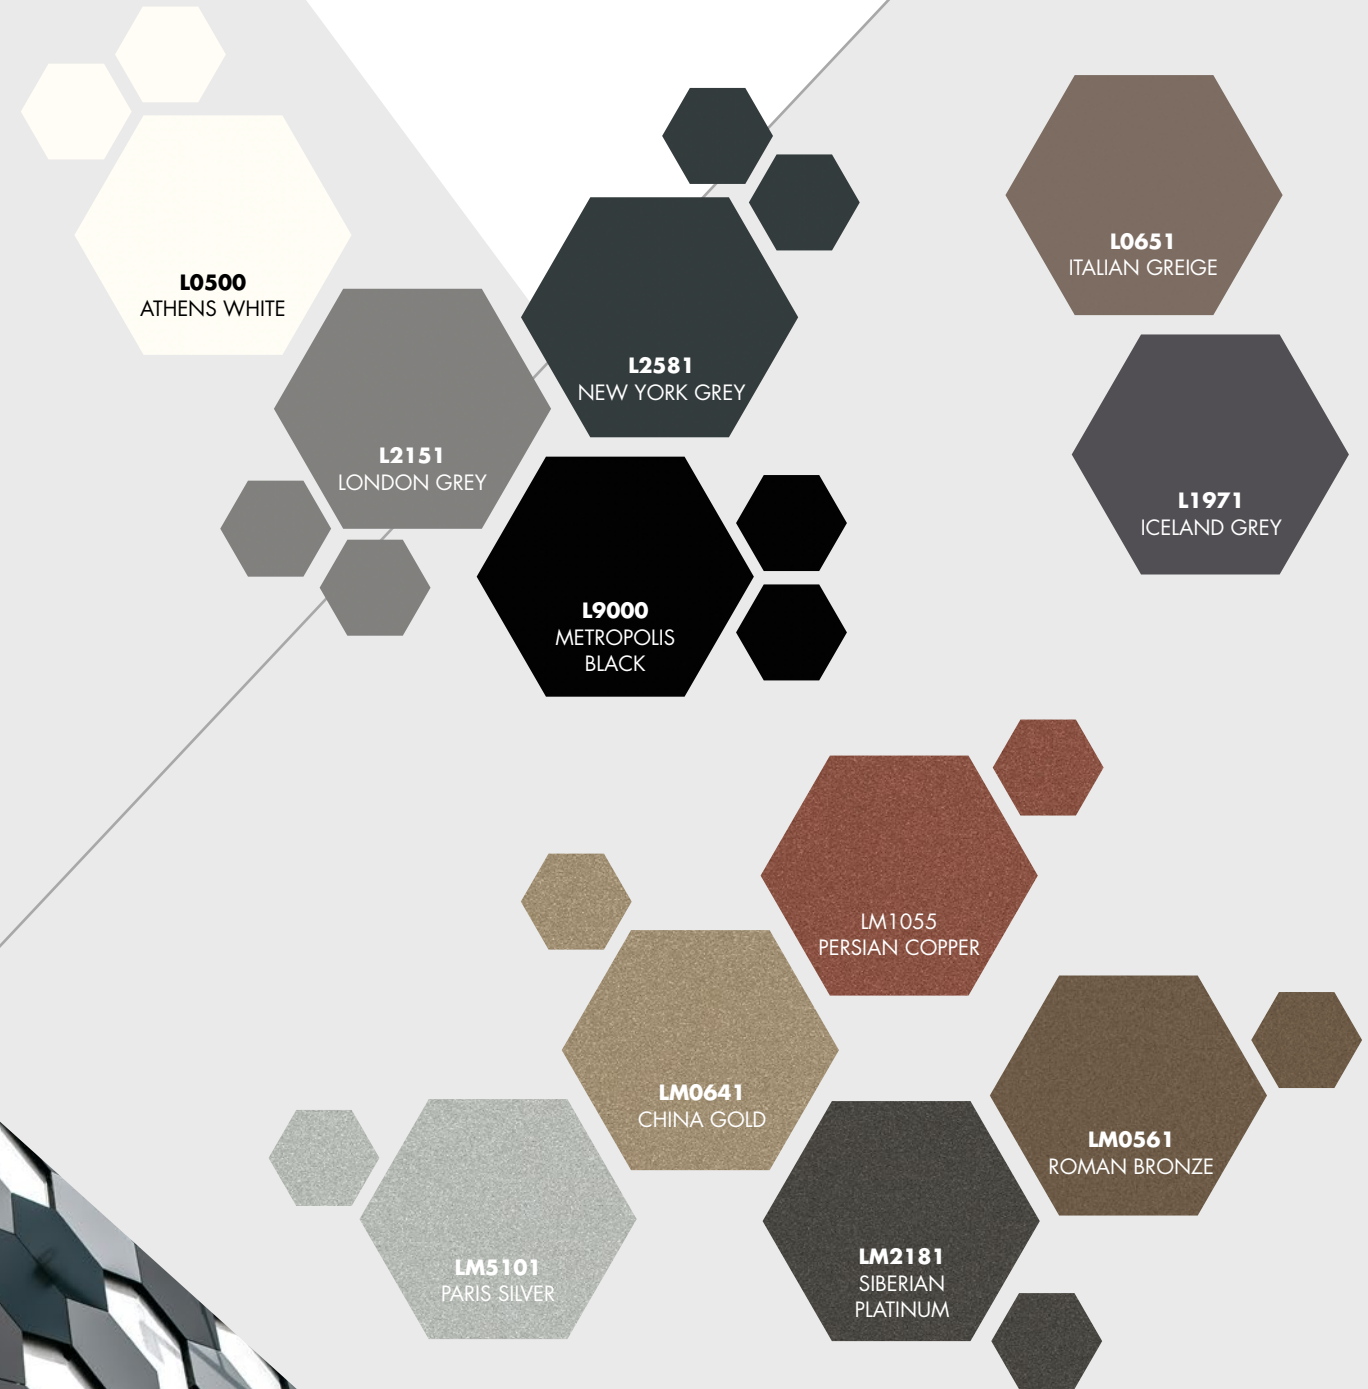 L0500
ATHENS WHITE
L2151
LONDON GREY
L2581
NEW YORK GREY
L9000
METROPOLIS
BLACK
L0651
ITALIAN GREIGE
L1971
ICELAND GREY
LM1055
PERSIAN COPPER
LM0641
CHINA GOLD
LM0561
ROMAN BRONZE
LM5101
PARIS SILVER
LM2181
SIBERIAN
PLATINUM